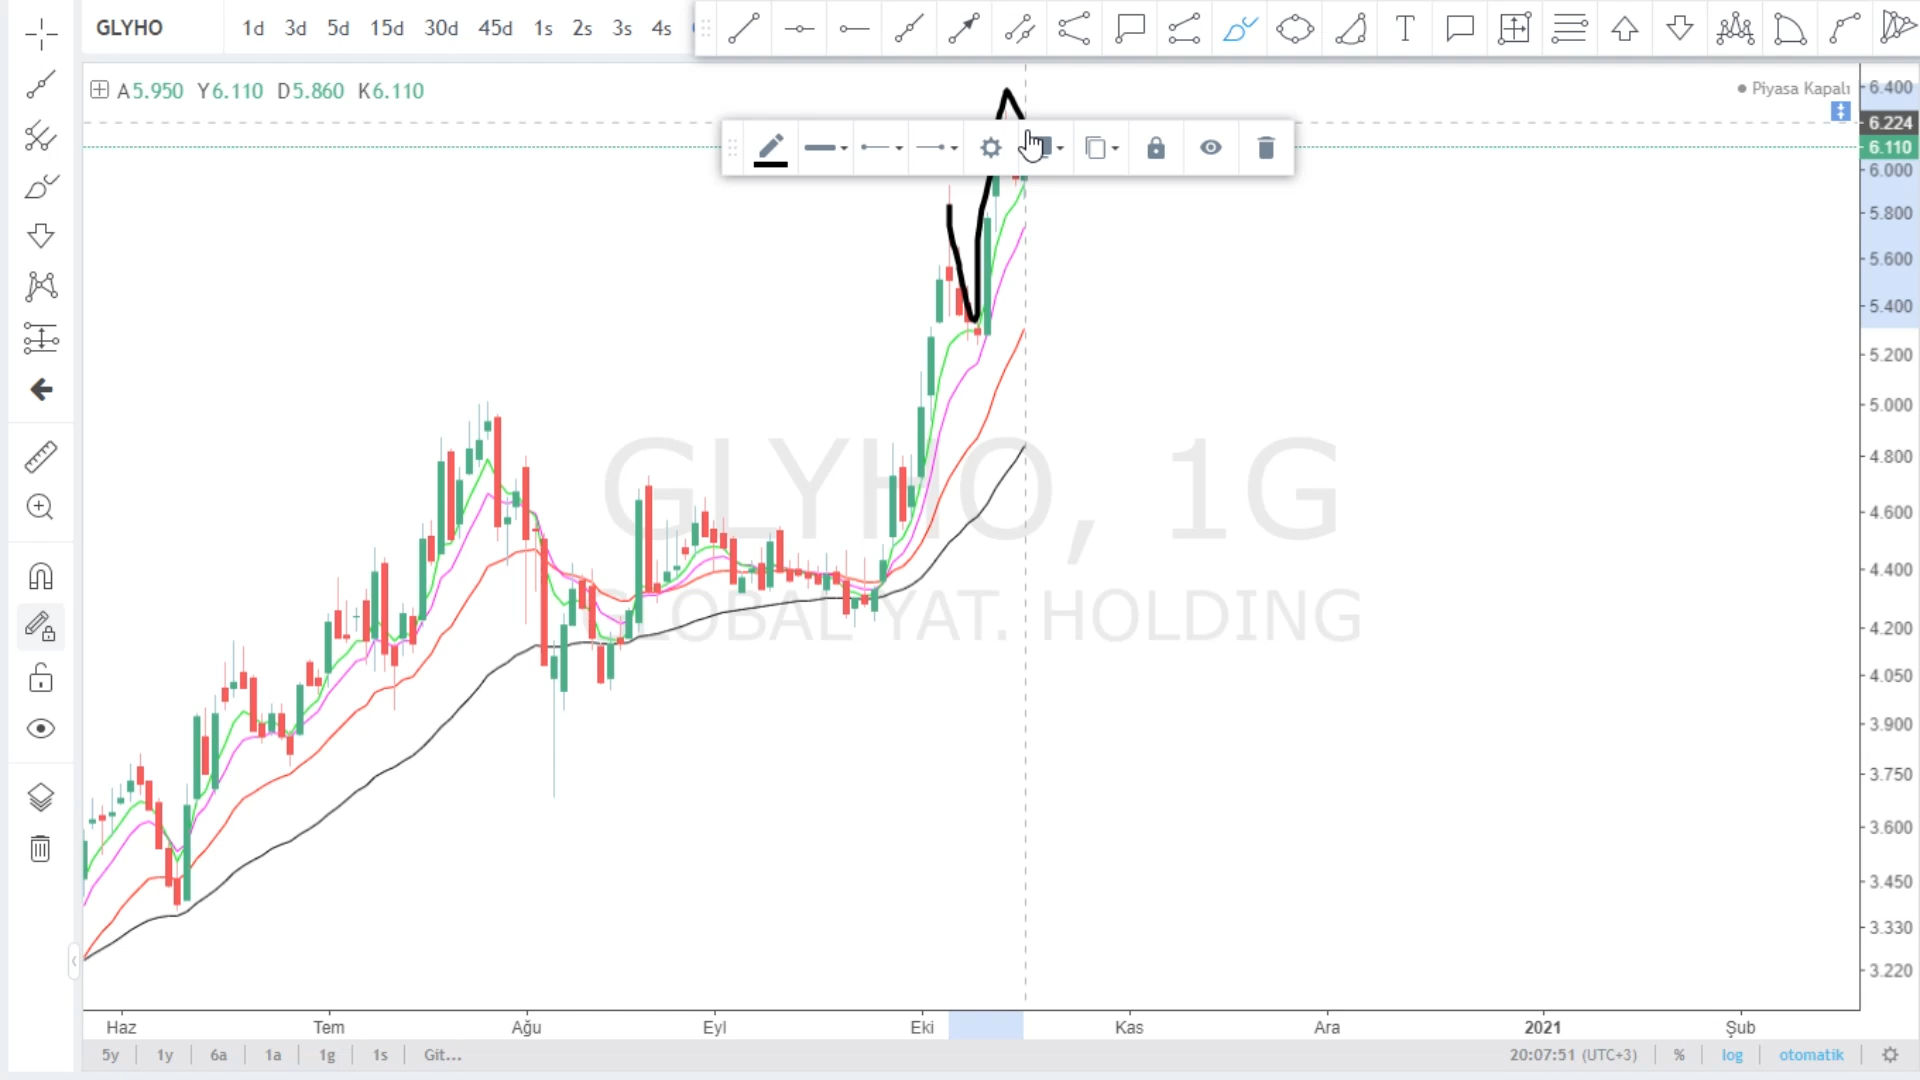 GLYHO 1d 3d 5d 15d 30d 45d 1s 2s 3s 4s
A5.950 Y6.110 D5.860 K6.110
Piyasa Kapalı
6.400
6.224
6.110
6.000
5.800
5.600
5.400
5.200
5.000
4.800
4.600
4.400
4.200
4.050
3.900
3.750
3.600
3.450
3.330
3.220
GLYHO, 1G
GLOBAL YAT. HOLDING
Haz Tem Ağu Eyl Eki Kas Ara 2021 Şub
5y 1y 6a 1a 1g 1s Git... 20:07:51 (UTC+3) % log otomatik